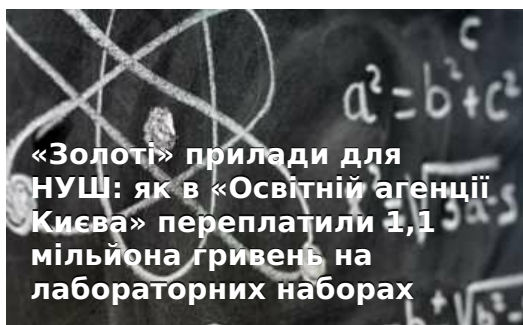 c
a²=b²+c²
«Золоті» прилади для
НУШ: як в «Освітній агенції
Києва» переплатили 1,1
мільйона гривень на
лабораторних наборах